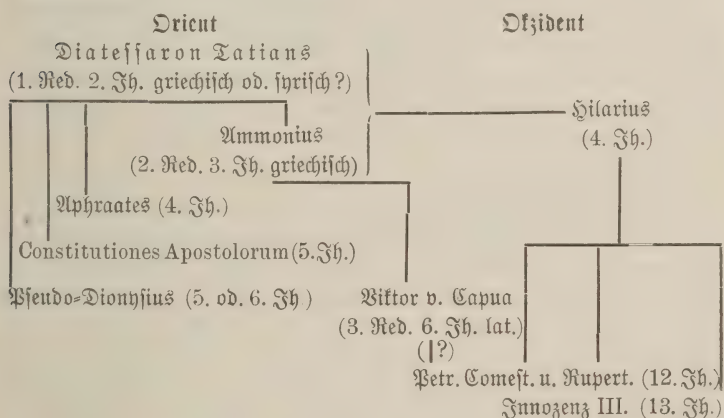 Orient Okzident
Diatessaron Tatians
(1. Red. 2. Jh. griechisch od. syrisch?)
Hilarius
Ammonius (4. Jh.)
(2. Red. 3. Jh. griechisch)
Aphraates (4. Jh.)
Constitutiones Apostolorum (5. Jh.)
Pseudo=Dionysius (5. od. 6. Jh ) Viktor v. Capua
(3. Red. 6. Jh. lat.)
(|?)
Petr. Comest. u. Rupert. (12. Jh.)
Innozenz III. (13. Jh.)